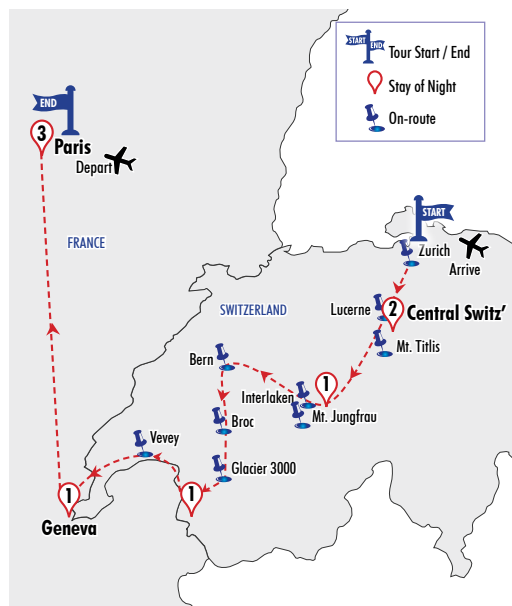 START
END
Tour Start / End
Stay of Night
On-route
END
3
Paris
Depart
FRANCE
START
Zurich
Arrive
SWITZERLAND
Lucerne
2
Central Switz'
Mt. Titlis
Bern
1
Interlaken
Mt. Jungfrau
Broc
Vevey
Glacier 3000
1
1
Geneva